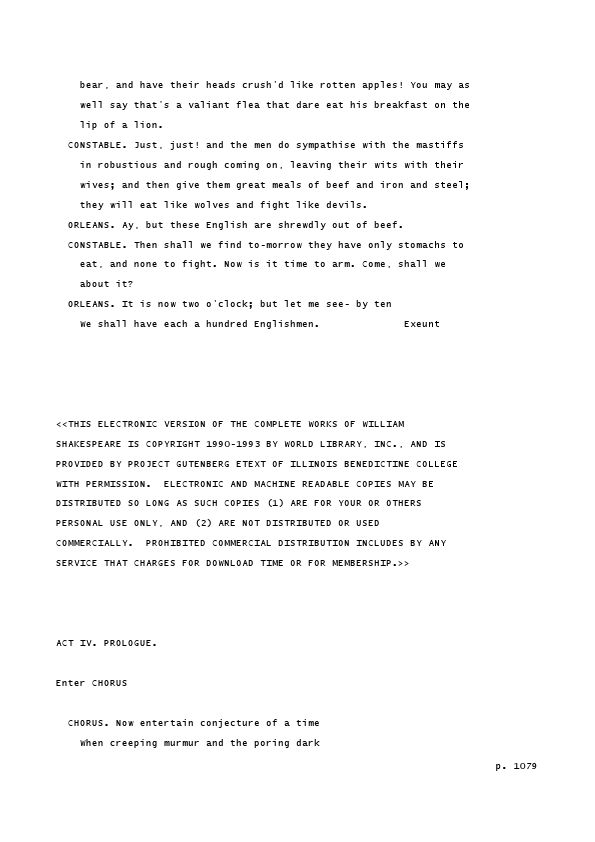 bear, and have their heads crush'd like rotten apples! You may as
well say that's a valiant flea that dare eat his breakfast on the
lip of a lion.
CONSTABLE. Just, just! and the men do sympathise with the mastiffs
in robustious and rough coming on, leaving their wits with their
wives; and then give them great meals of beef and iron and steel;
they will eat like wolves and fight like devils.
ORLEANS. Ay, but these English are shrewdly out of beef.
CONSTABLE. Then shall we find to-morrow they have only stomachs to
eat, and none to fight. Now is it time to arm. Come, shall we
about it?
ORLEANS. It is now two o'clock; but let me see- by ten
We shall have each a hundred Englishmen. Exeunt
<<THIS ELECTRONIC VERSION OF THE COMPLETE WORKS OF WILLIAM
SHAKESPEARE IS COPYRIGHT 1990-1993 BY WORLD LIBRARY, INC., AND IS
PROVIDED BY PROJECT GUTENBERG ETEXT OF ILLINOIS BENEDICTINE COLLEGE
WITH PERMISSION. ELECTRONIC AND MACHINE READABLE COPIES MAY BE
DISTRIBUTED SO LONG AS SUCH COPIES (1) ARE FOR YOUR OR OTHERS
PERSONAL USE ONLY, AND (2) ARE NOT DISTRIBUTED OR USED
COMMERCIALLY. PROHIBITED COMMERCIAL DISTRIBUTION INCLUDES BY ANY
SERVICE THAT CHARGES FOR DOWNLOAD TIME OR FOR MEMBERSHIP.>>
ACT IV. PROLOGUE.
Enter CHORUS
CHORUS. Now entertain conjecture of a time
When creeping murmur and the poring dark
p. 1079